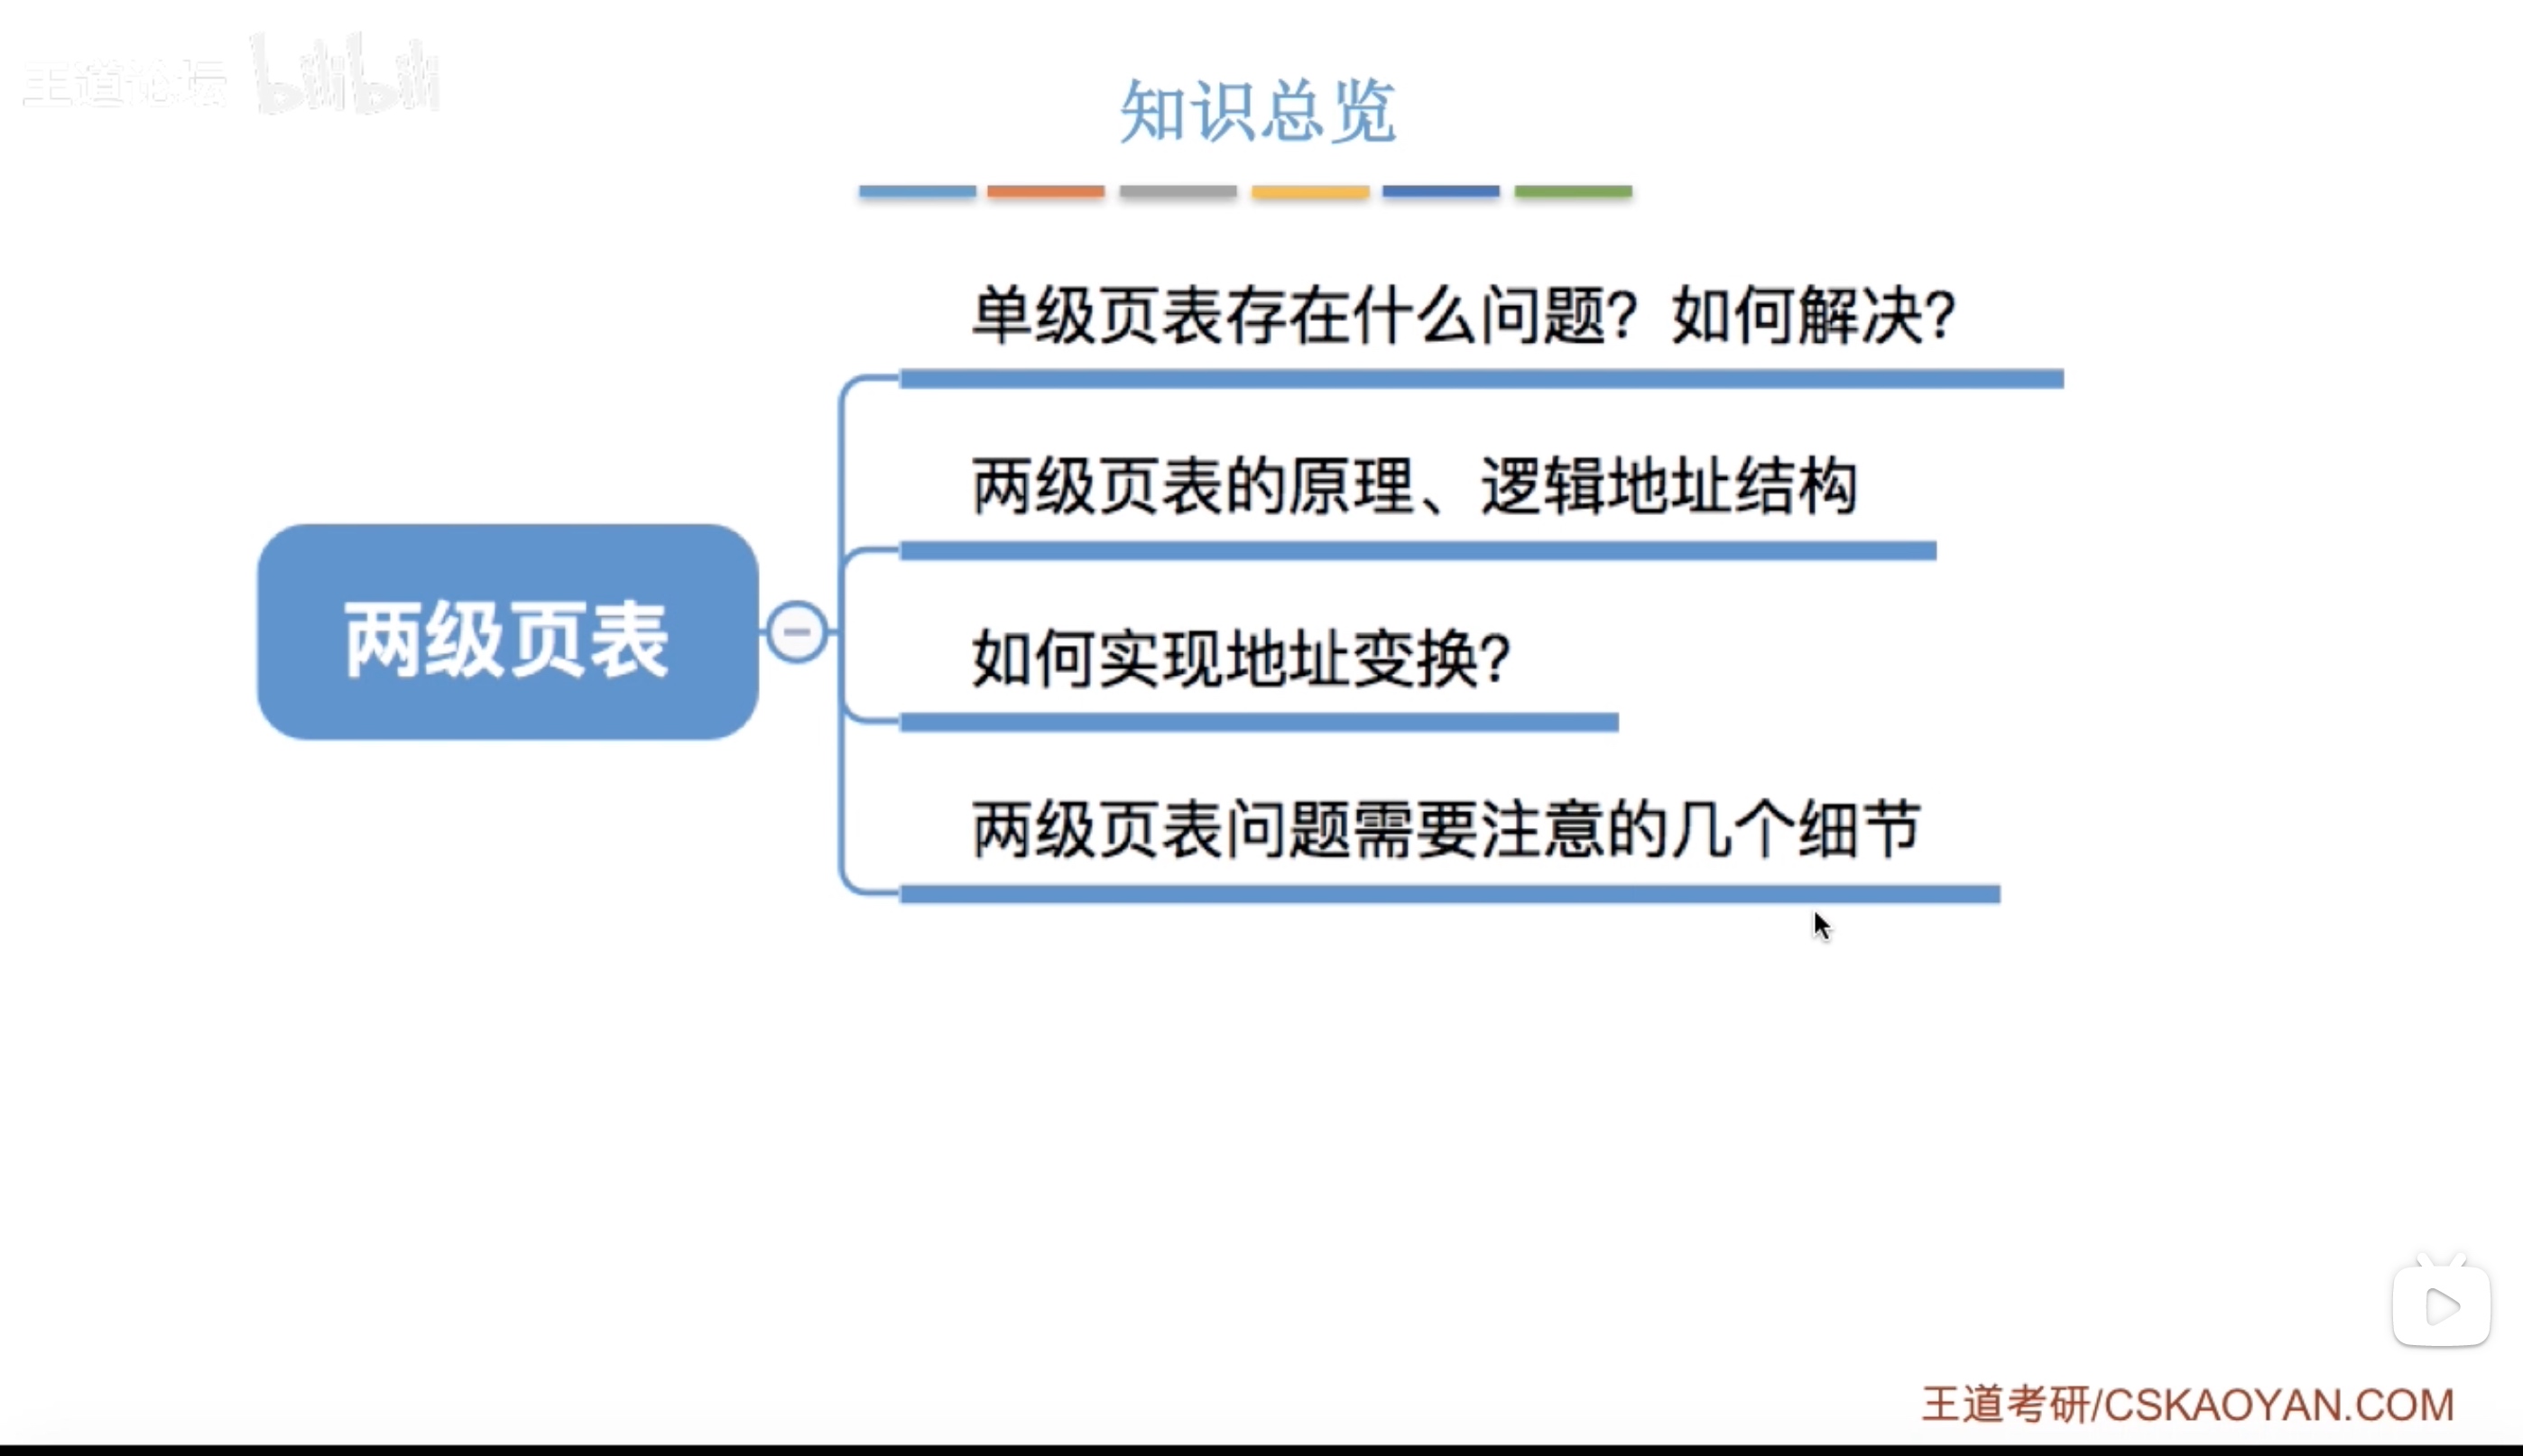 王道论坛 bilibili
知识总览
单级页表存在什么问题？如何解决？
两级页表的原理、逻辑地址结构
两级页表
如何实现地址变换？
两级页表问题需要注意的几个细节
王道考研/CSKAOYAN.COM